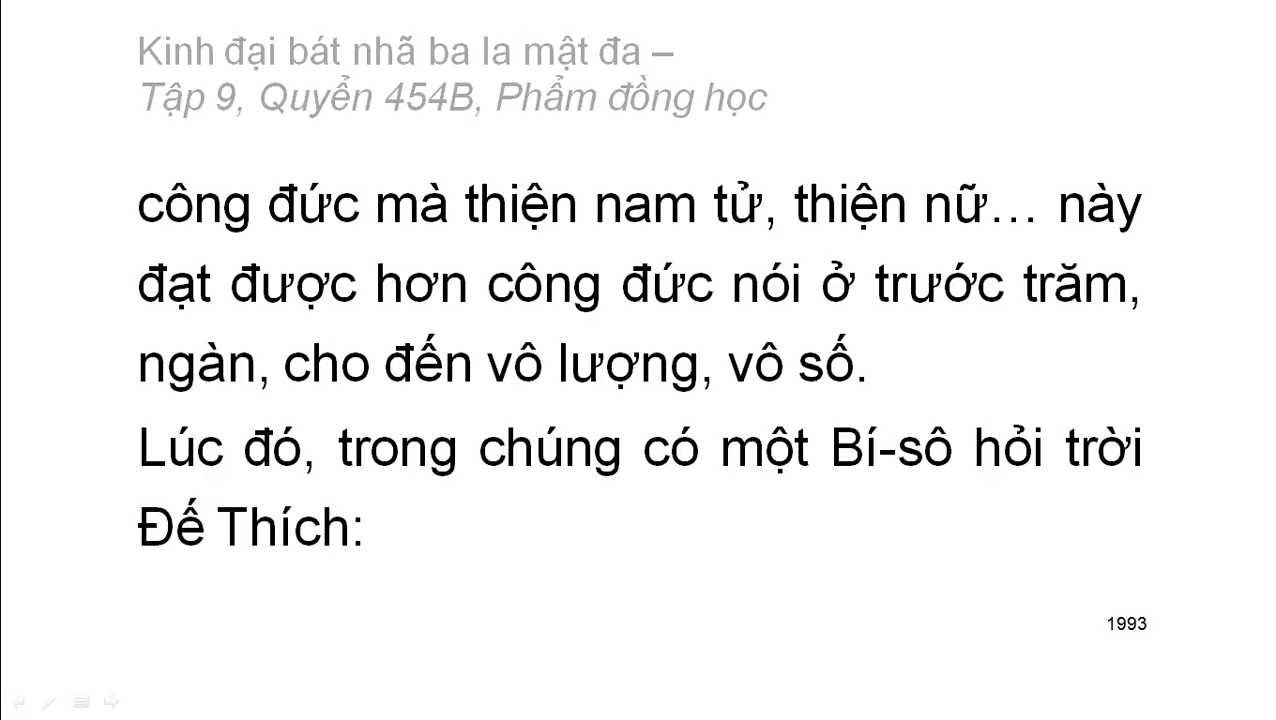 Kinh đại bát nhã ba la mật đa –
Tập 9, Quyển 454B, Phẩm đồng học
công đức mà thiện nam tử, thiện nữ… này
đạt được hơn công đức nói ở trước trăm,
ngàn, cho đến vô lượng, vô số.
Lúc đó, trong chúng có một Bí-sô hỏi trời
Đế Thích:
1993